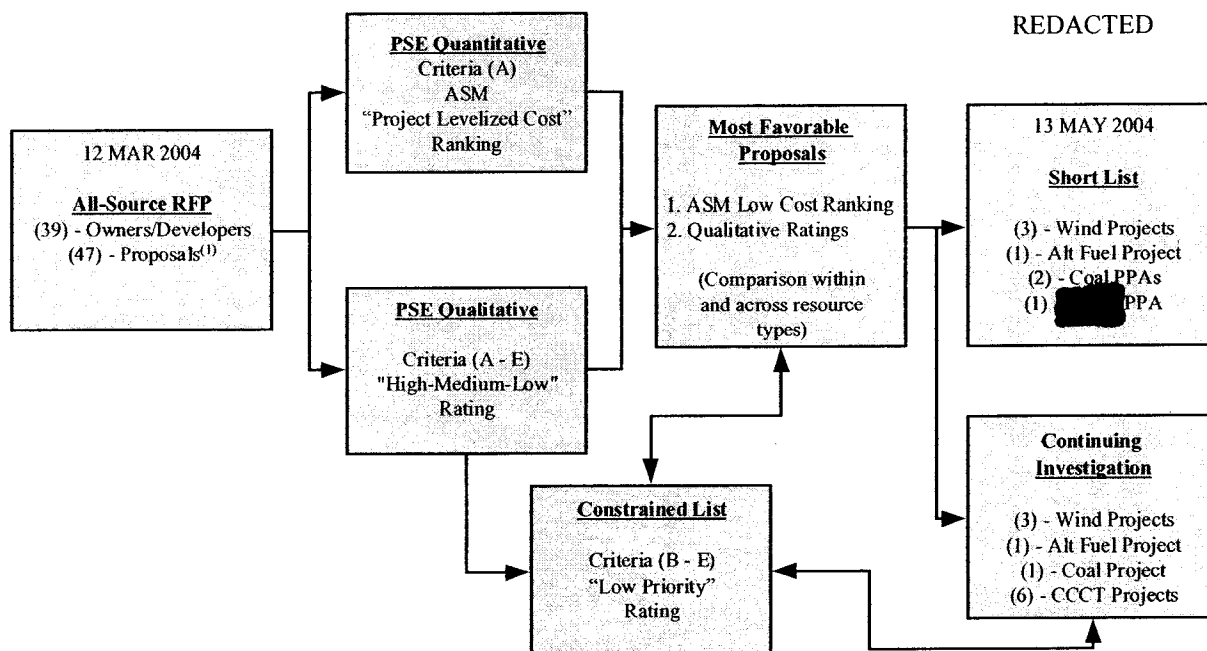 REDACTED
12 MAR 2004
All-Source RFP
(39) - Owners/Developers
(47) - Proposals(1)
PSE Quantitative
Criteria (A)
ASM
“Project Levelized Cost”
Ranking
PSE Qualitative
Criteria (A - E)
"High-Medium-Low"
Rating
Most Favorable
Proposals
1. ASM Low Cost Ranking
2. Qualitative Ratings
(Comparison within
and across resource
types)
Constrained List
Criteria (B - E)
“Low Priority”
Rating
13 MAY 2004
Short List
(3) - Wind Projects
(1) - Alt Fuel Project
(2) - Coal PPAs
(1) PPA
Continuing
Investigation
(3) - Wind Projects
(1) - Alt Fuel Project
(1) - Coal Project
(6) - CCCT Projects